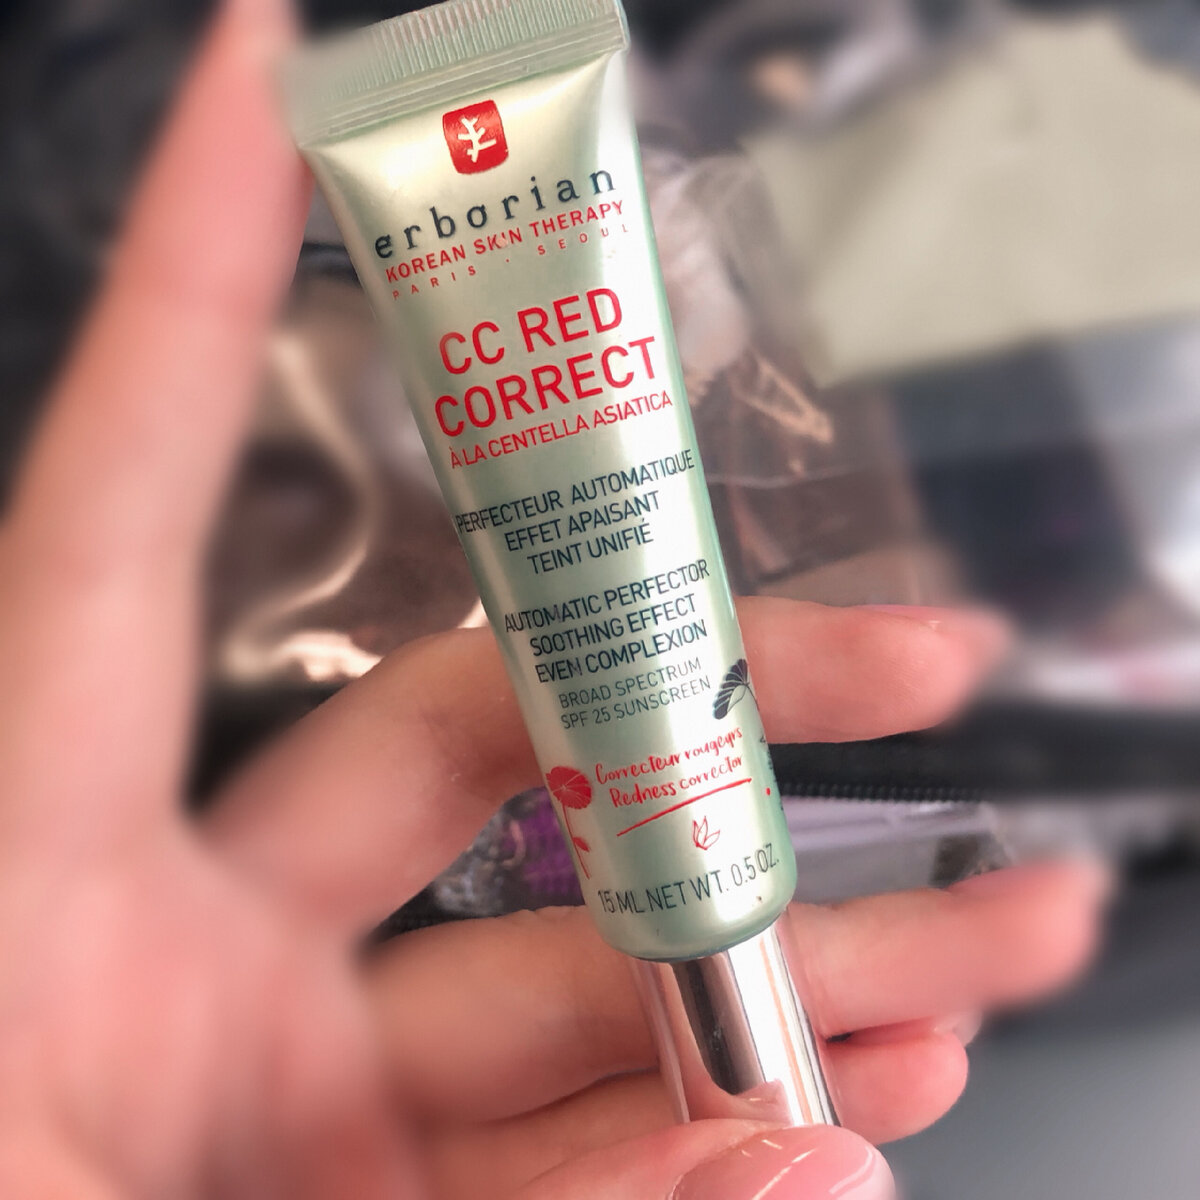 erborian
KOREAN SKIN THERAPY
PARIS · SEOUL
CC RED
CORRECT
À LA CENTELLA ASIATICA
PERFECTEUR AUTOMATIQUE
EFFET APAISANT
TEINT UNIFIÉ
AUTOMATIC PERFECTOR
SOOTHING EFFECT
EVEN COMPLEXION
BROAD SPECTRUM
SPF 25 SUNSCREEN
Correcteur rougeurs
Redness corrector
15 ML NET WT. 0.5 OZ.